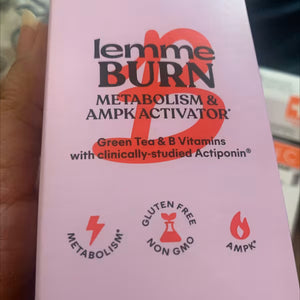 lemme
BURN
METABOLISM &
AMPK ACTIVATOR*
Green Tea & B Vitamins
with clinically-studied Actiponin®
METABOLISM*
GLUTEN FREE
NON GMO
AMPK*